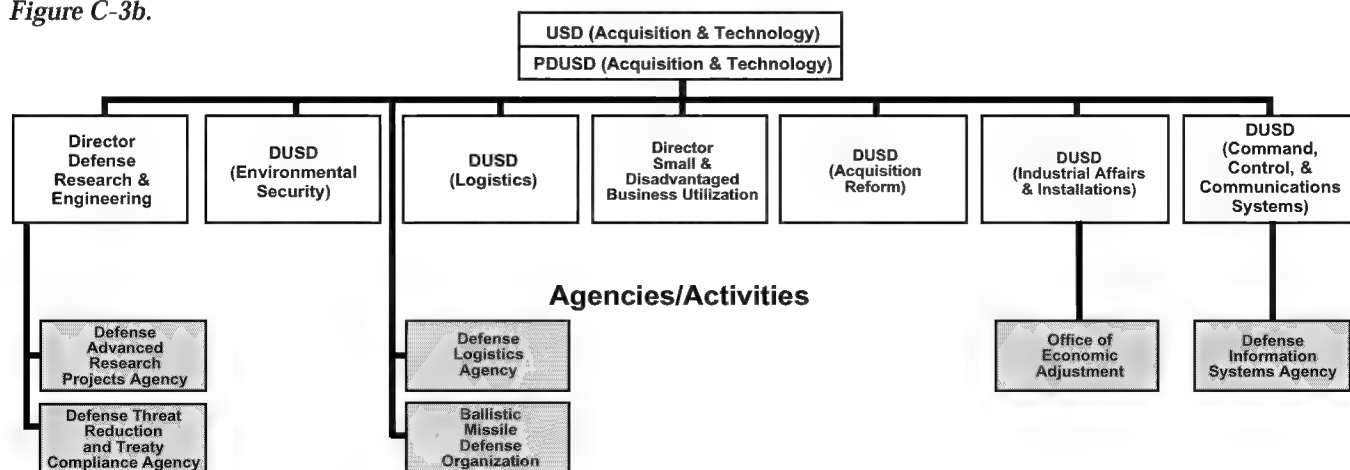 Figure C-3b.
USD (Acquisition & Technology)
PDUSD (Acquisition & Technology)
Director
Defense
Research &
Engineering
DUSD
(Environmental
Security)
DUSD
(Logistics)
Director
Small &
Disadvantaged
Business Utilization
DUSD
(Acquisition
Reform)
DUSD
(Industrial Affairs
& Installations)
DUSD
(Command,
Control, &
Communications
Systems)
Agencies/Activities
Defense
Advanced
Research
Projects Agency
Defense Threat
Reduction
and Treaty
Compliance Agency
Defense
Logistics
Agency
Ballistic
Missile
Defense
Organization
Office of
Economic
Adjustment
Defense
Information
Systems Agency